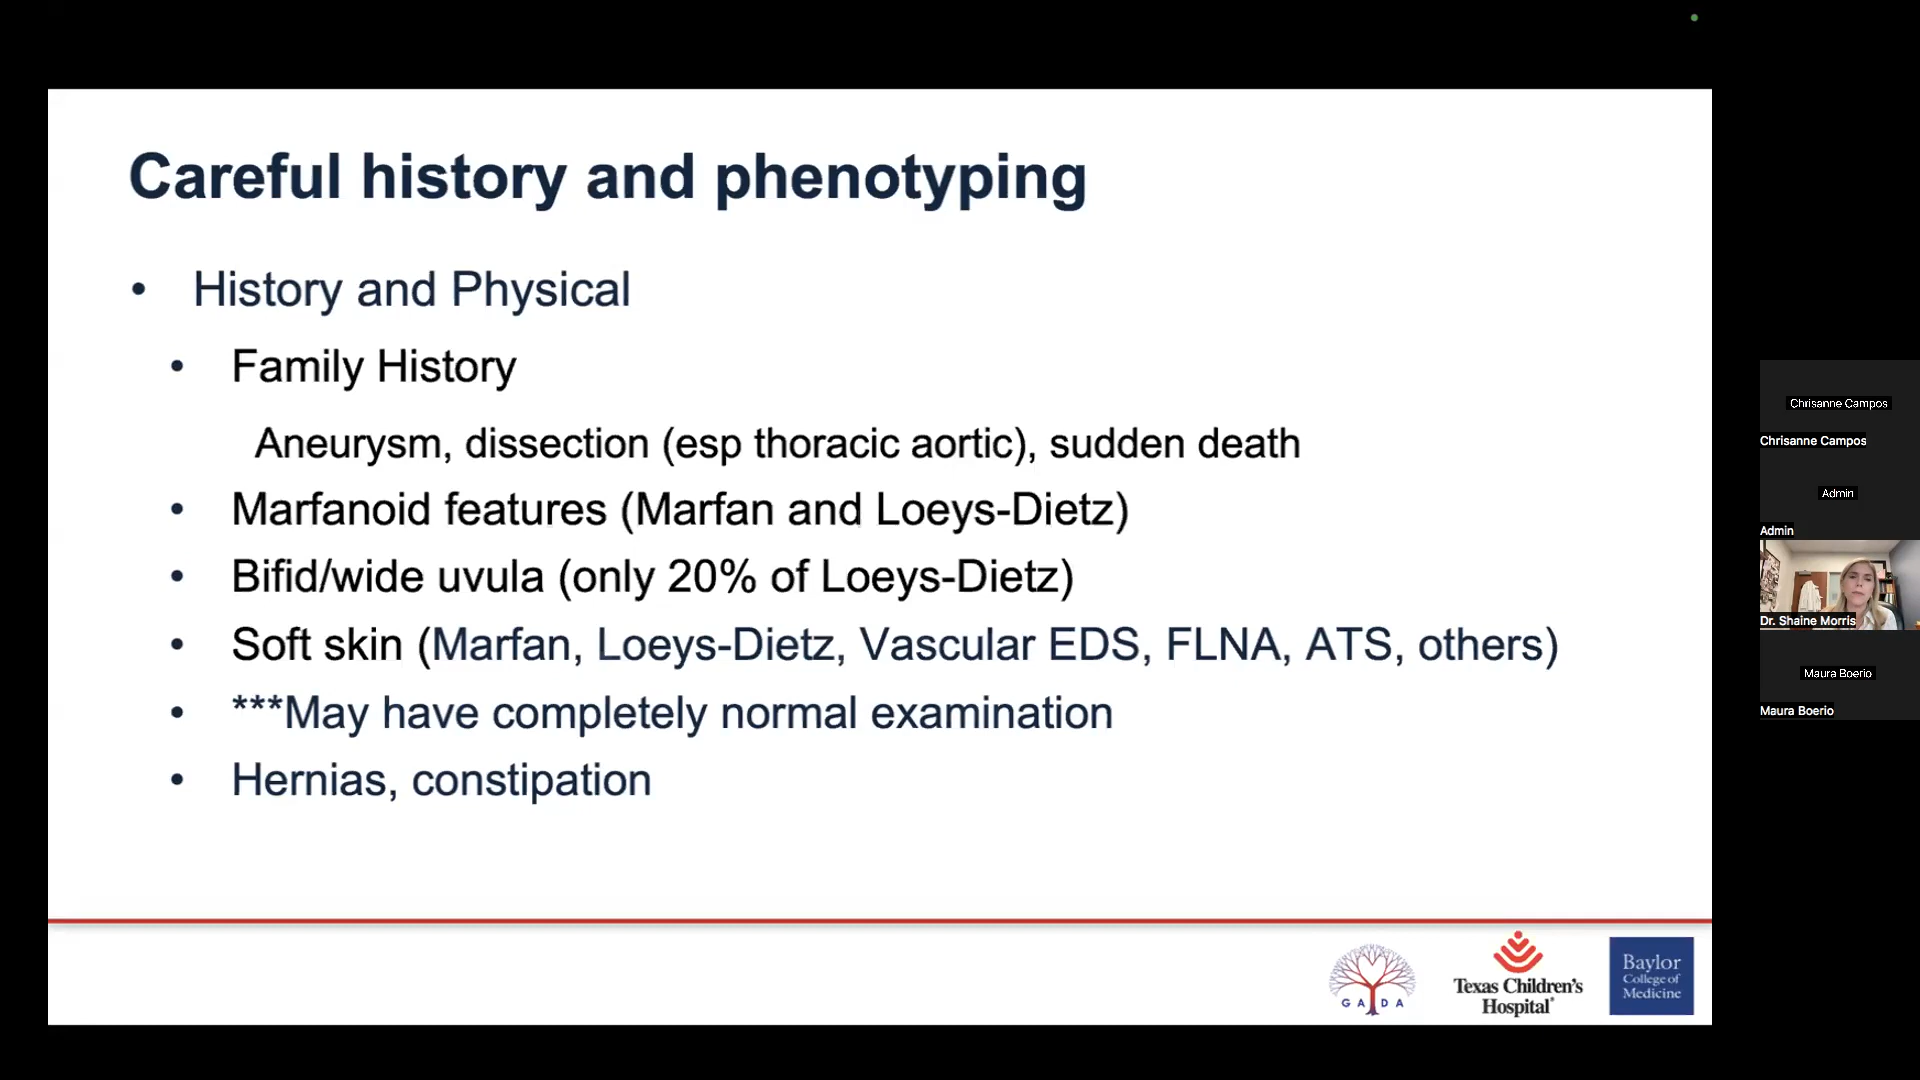 Careful history and phenotyping
• History and Physical
• Family History
Aneurysm, dissection (esp thoracic aortic), sudden death
• Marfanoid features (Marfan and Loeys-Dietz)
• Bifid/wide uvula (only 20% of Loeys-Dietz)
• Soft skin (Marfan, Loeys-Dietz, Vascular EDS, FLNA, ATS, others)
• ***May have completely normal examination
• Hernias, constipation
GADA
Texas Children's
Hospital
Baylor
College of
Medicine
Chrisanne Campos
Chrisanne Campos
Admin
Admin
Dr. Shaine Morris
Maura Boerio
Maura Boerio